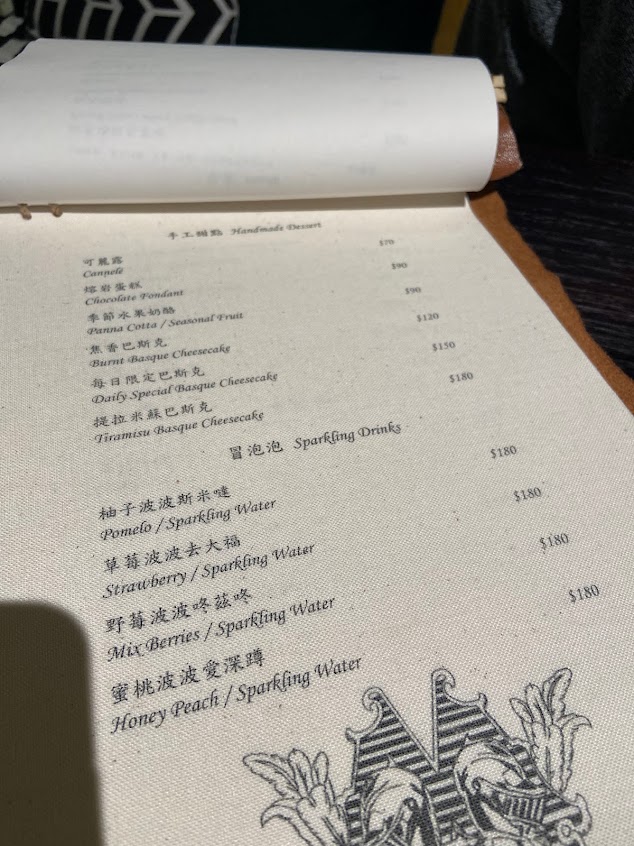 手工甜點 Handmade Dessert
可麗露 $70
Cannelé
熔岩蛋糕 $90
Chocolate Fondant
季節水果奶酪 $90
Panna Cotta / Seasonal Fruit
焦香巴斯克 $120
Burnt Basque Cheesecake
每日限定巴斯克 $150
Daily Special Basque Cheesecake
提拉米蘇巴斯克 $180
Tiramisu Basque Cheesecake
冒泡泡 Sparkling Drinks
柚子波波斯米噠 $180
Pomelo / Sparkling Water
草莓波波去大福 $180
Strawberry / Sparkling Water
野莓波波咚茲咚 $180
Mix Berries / Sparkling Water
蜜桃波波愛深蹲 $180
Honey Peach / Sparkling Water